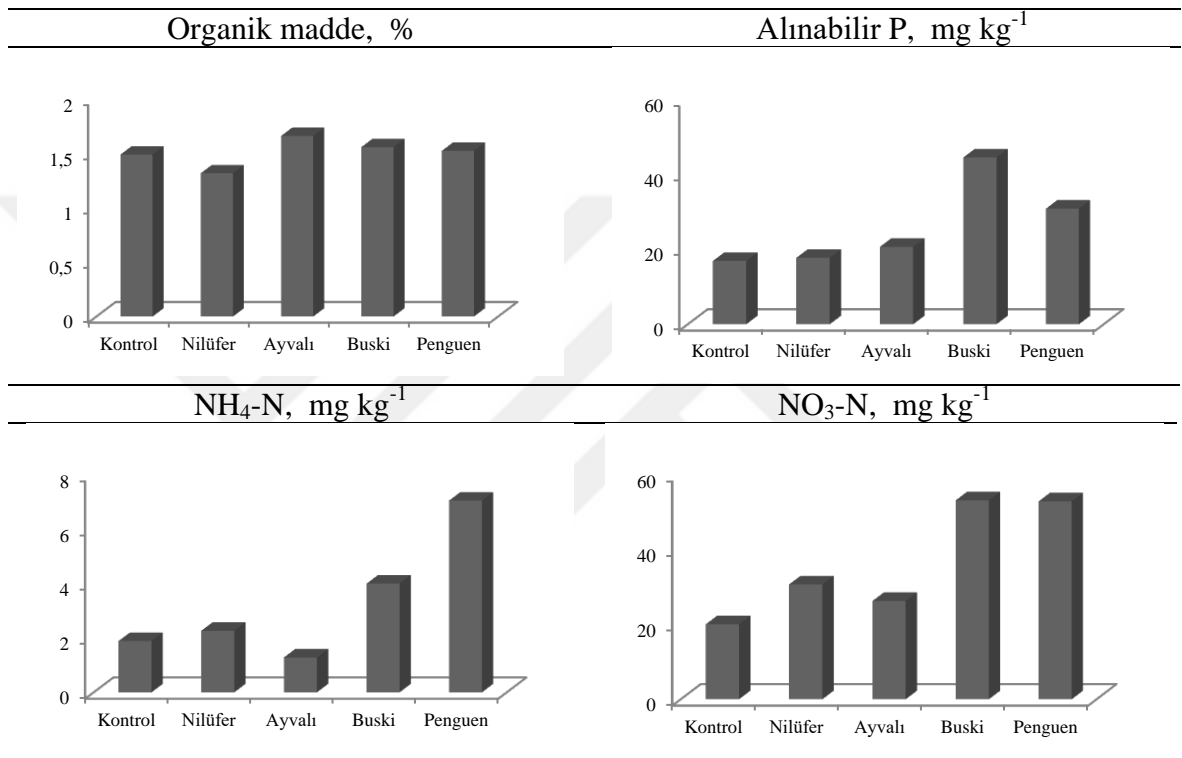 Organik madde, %
Alınabilir P, mg kg-1
2
1,5
1
0,5
0
Kontrol Nilüfer Ayvalı Buski Penguen
60
40
20
0
Kontrol Nilüfer Ayvalı Buski Penguen
NH4-N, mg kg-1
NO3-N, mg kg-1
8
6
4
2
0
Kontrol Nilüfer Ayvalı Buski Penguen
60
40
20
0
Kontrol Nilüfer Ayvalı Buski Penguen